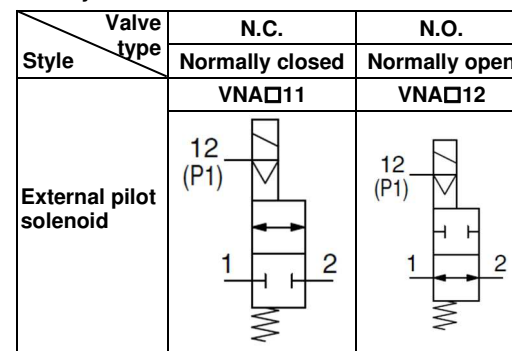 Valve type
Style
N.C.
N.O.
Normally closed
Normally open
VNA□11
VNA□12
External pilot
solenoid
12
(P1)
1
2
12
(P1)
1
2